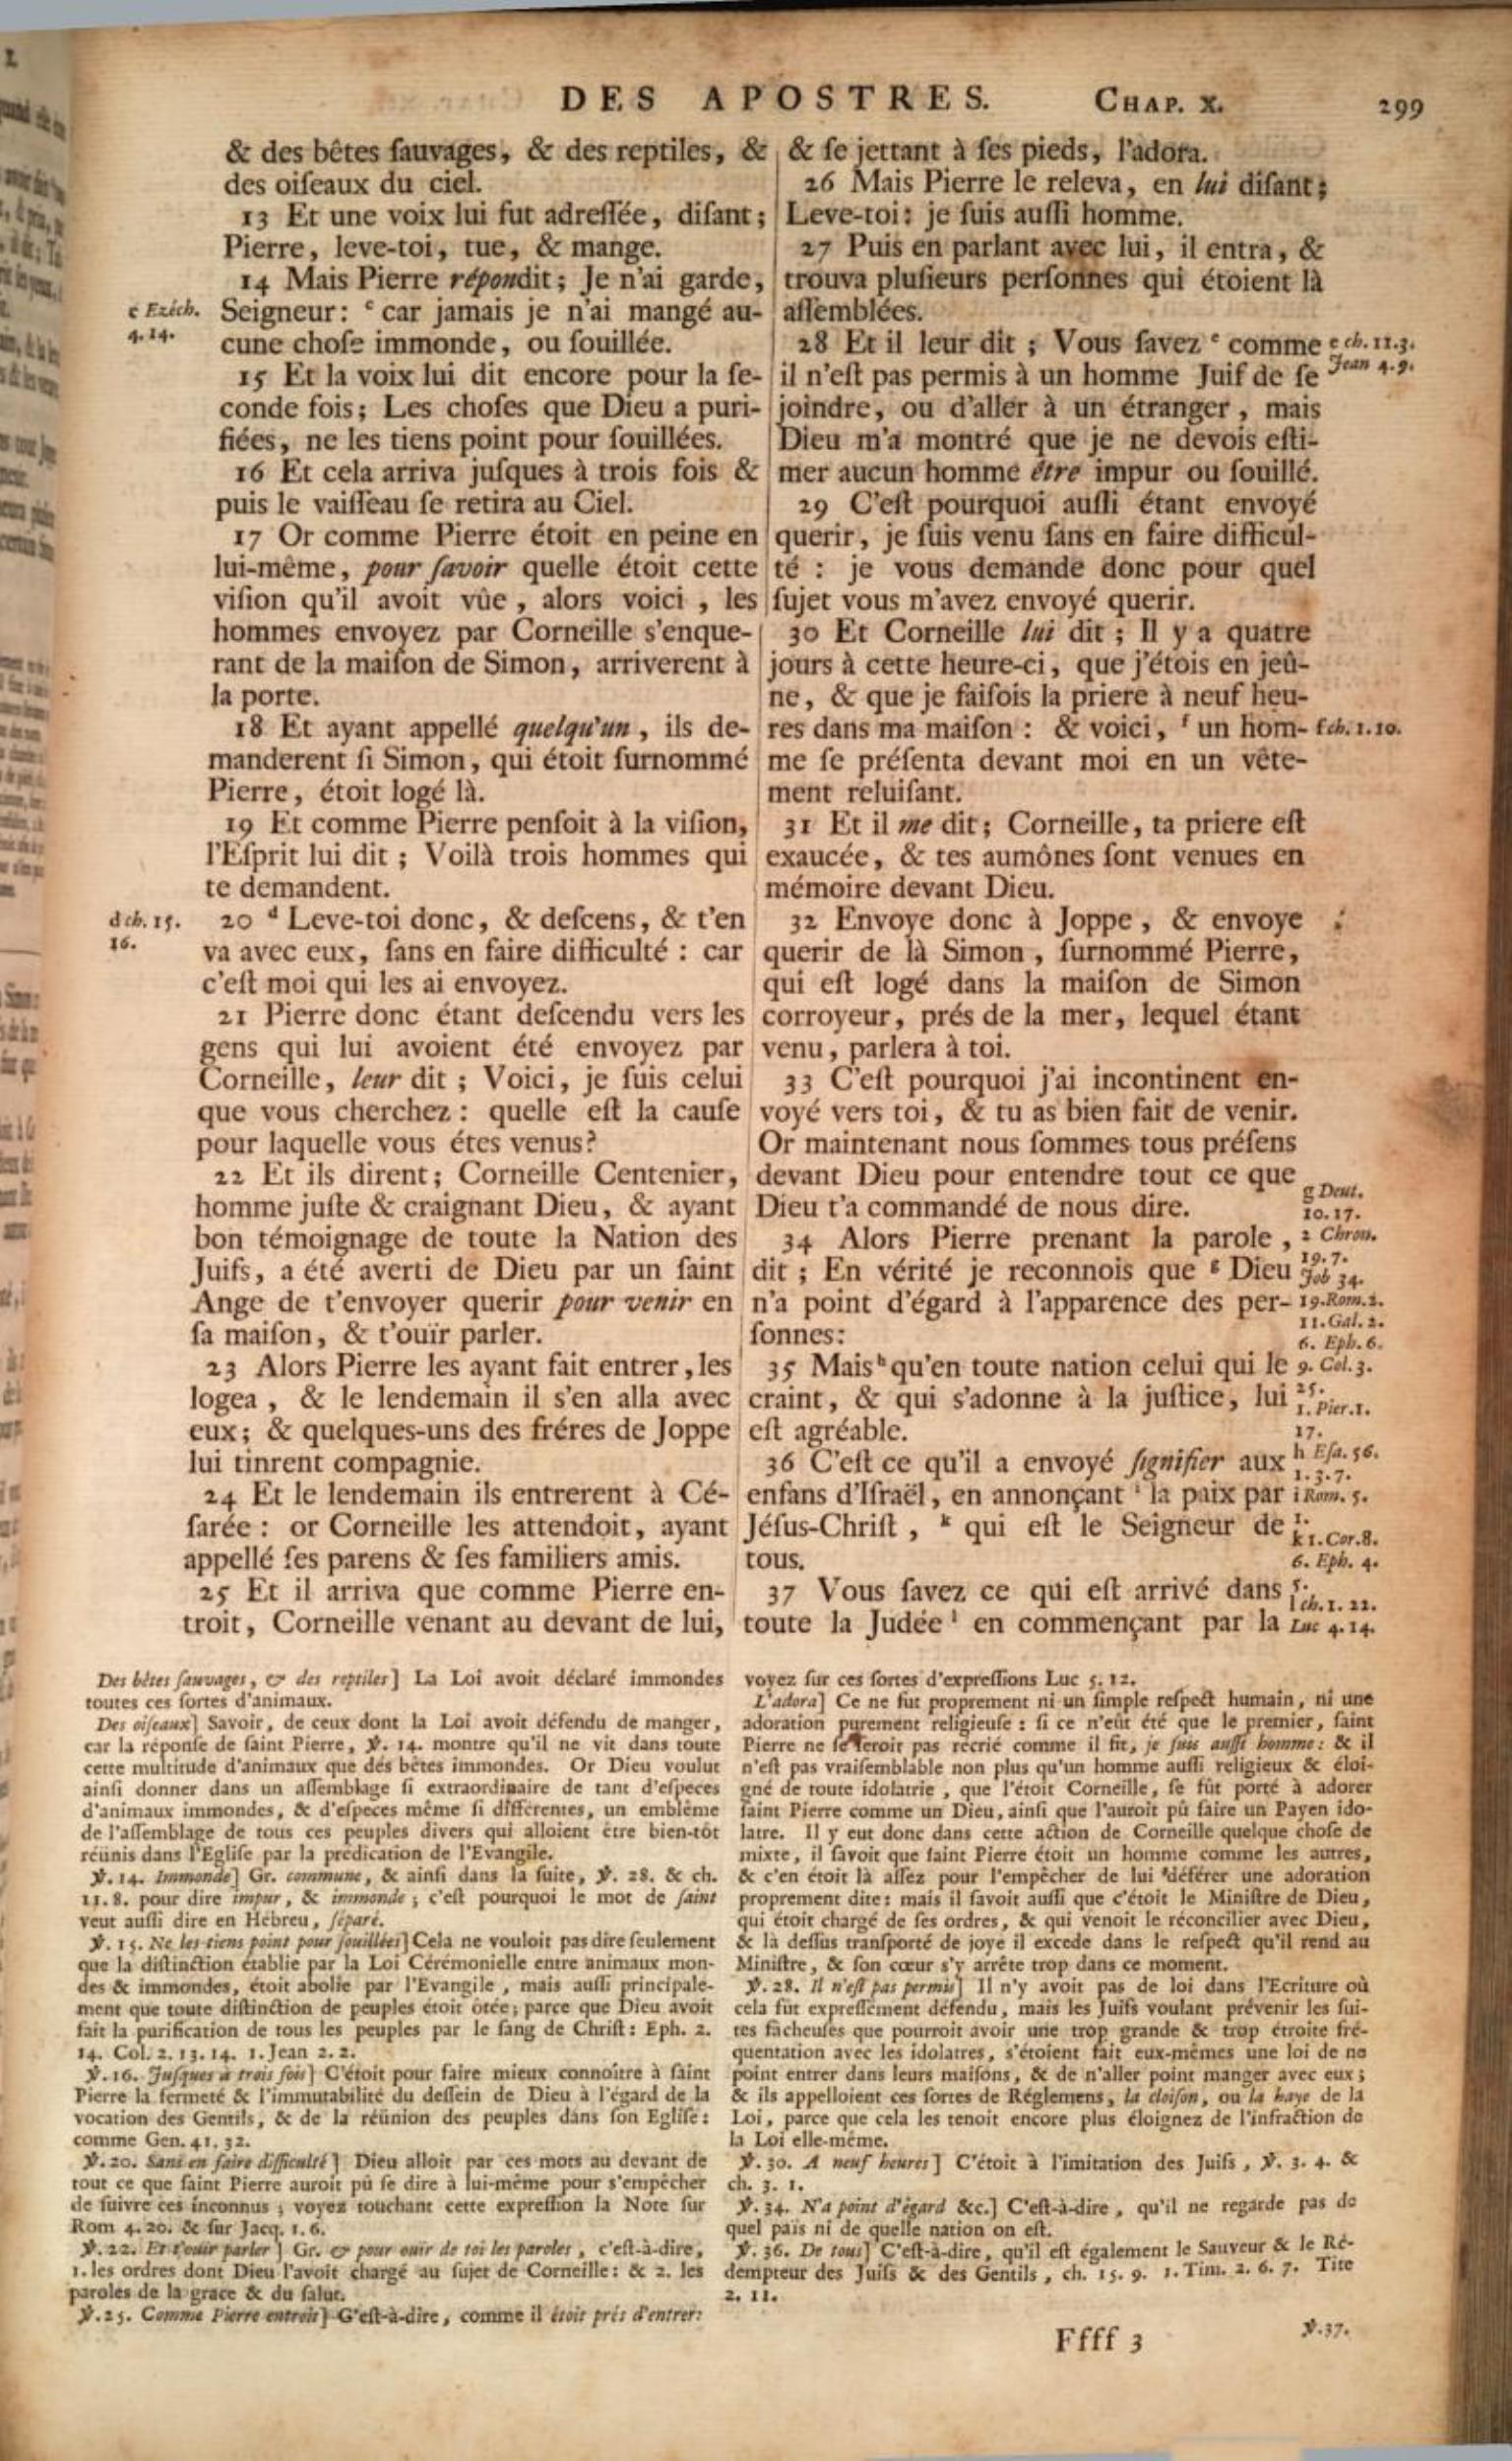 DES APOSTRES. CHAP. X. 299
& des bêtes ſauvages, & des reptiles, &
des oiſeaux du ciel.
13 Et une voix lui fut adreſſée, diſant;
Pierre, leve-toi, tue, & mange.
14 Mais Pierre répondit; Je n'ai garde,
c Ezéch. 4. 14.
Seigneur: c car jamais je n'ai mangé au-
cune choſe immonde, ou ſouillée.
15 Et la voix lui dit encore pour la ſe-
conde fois; Les choſes que Dieu a puri-
fiées, ne les tiens point pour ſouillées.
16 Et cela arriva juſques à trois fois &
puis le vaiſſeau ſe retira au Ciel.
17 Or comme Pierre étoit en peine en
lui-même, pour ſavoir quelle étoit cette
viſion qu'il avoit vûe, alors voici, les
hommes envoyez par Corneille s'enque-
rant de la maiſon de Simon, arriverent à
la porte.
18 Et ayant appellé quelqu'un, ils de-
manderent ſi Simon, qui étoit ſurnommé
Pierre, étoit logé là.
19 Et comme Pierre penſoit à la viſion,
l'Eſprit lui dit; Voilà trois hommes qui
te demandent.
d ch. 15. 16.
20 d Leve-toi donc, & deſcens, & t'en
va avec eux, ſans en faire difficulté: car
c'eſt moi qui les ai envoyez.
21 Pierre donc étant deſcendu vers les
gens qui lui avoient été envoyez par
Corneille, leur dit; Voici, je ſuis celui
que vous cherchez: quelle eſt la cauſe
pour laquelle vous étes venus?
22 Et ils dirent; Corneille Centenier,
homme juſte & craignant Dieu, & ayant
bon témoignage de toute la Nation des
Juifs, a été averti de Dieu par un ſaint
Ange de t'envoyer querir pour venir en
ſa maiſon, & t'ouïr parler.
23 Alors Pierre les ayant fait entrer, les
logea, & le lendemain il s'en alla avec
eux; & quelques-uns des fréres de Joppe
lui tinrent compagnie.
24 Et le lendemain ils entrerent à Cé-
ſarée: or Corneille les attendoit, ayant
appellé ſes parens & ſes familiers amis.
25 Et il arriva que comme Pierre en-
troit, Corneille venant au devant de lui,
& ſe jettant à ſes pieds, l'adora.
26 Mais Pierre le releva, en lui diſant;
Leve-toi: je ſuis auſſi homme.
27 Puis en parlant avec lui, il entra, &
trouva pluſieurs perſonnes qui étoient là
aſſemblées.
28 Et il leur dit; Vous ſavez e comme
e ch. 11. 3. Jean 4. 9.
il n'eſt pas permis à un homme Juif de ſe
joindre, ou d'aller à un étranger, mais
Dieu m'a montré que je ne devois eſti-
mer aucun homme être impur ou ſouillé.
29 C'eſt pourquoi auſſi étant envoyé
querir, je ſuis venu ſans en faire difficul-
té: je vous demande donc pour quel
ſujet vous m'avez envoyé querir.
30 Et Corneille lui dit; Il y a quatre
jours à cette heure-ci, que j'étois en jeû-
ne, & que je faiſois la priere à neuf heu-
res dans ma maiſon: & voici, f un hom-
f ch. 1. 10.
me ſe préſenta devant moi en un vête-
ment reluiſant.
31 Et il me dit; Corneille, ta priere eſt
exaucée, & tes aumônes ſont venues en
mémoire devant Dieu.
32 Envoye donc à Joppe, & envoye
querir de là Simon, ſurnommé Pierre,
qui eſt logé dans la maiſon de Simon
corroyeur, prés de la mer, lequel étant
venu, parlera à toi.
33 C'eſt pourquoi j'ai incontinent en-
voyé vers toi, & tu as bien fait de venir.
Or maintenant nous ſommes tous préſens
devant Dieu pour entendre tout ce que
Dieu t'a commandé de nous dire.
34 Alors Pierre prenant la parole,
dit; En vérité je reconnois que g Dieu
n'a point d'égard à l'apparence des per-
ſonnes:
35 Mais h qu'en toute nation celui qui le
craint, & qui s'adonne à la juſtice, lui
eſt agréable.
36 C'eſt ce qu'il a envoyé ſignifier aux
enfans d'Iſraël, en annonçant i la paix par
Jéſus-Chriſt, k qui eſt le Seigneur de
tous.
37 Vous ſavez ce qui eſt arrivé dans
toute la Judée l en commençant par la
g Deut.
10. 17.
2 Chron.
19. 7.
Job 34.
19. Rom. 2.
11. Gal. 2.
6. Eph. 6.
9. Col. 3.
25.
1. Pier. 1.
17.
h Eſa. 56.
1. 3. 7.
i Rom. 5.
1.
k 1. Cor. 8.
6. Eph. 4.
5.
l ch. 1. 22.
Luc 4. 14.
Des bêtes ſauvages, & des reptiles] La Loi avoit déclaré immondes
toutes ces ſortes d'animaux.
Des oiſeaux] Savoir, de ceux dont la Loi avoit défendu de manger,
car la réponſe de ſaint Pierre, ℣. 14. montre qu'il ne vit dans toute
cette multitude d'animaux que des bêtes immondes. Or Dieu voulut
ainſi donner dans un aſſemblage ſi extraordinaire de tant d'eſpeces
d'animaux immondes, & d'eſpeces même ſi différentes, un emblême
de l'aſſemblage de tous ces peuples divers qui alloient être bien-tôt
réunis dans l'Egliſe par la prédication de l'Evangile.
℣. 14. Immonde] Gr. commune, & ainſi dans la ſuite, ℣. 28. & ch.
11. 8. pour dire impur, & immonde; c'eſt pourquoi le mot de ſaint
veut auſſi dire en Hébreu, ſéparé.
℣. 15. Ne les tiens point pour ſouillées] Cela ne vouloit pas dire ſeulement
que la diſtinction établie par la Loi Cérémonielle entre animaux mon-
des & immondes, étoit abolie par l'Evangile, mais auſſi principale-
ment que toute diſtinction de peuples étoit ôtée; parce que Dieu avoit
fait la purification de tous les peuples par le ſang de Chriſt: Eph. 2.
14. Col. 2. 13. 14. 1. Jean 2. 2.
℣. 16. Juſques à trois fois] C'étoit pour faire mieux connoître à ſaint
Pierre la fermeté & l'immutabilité du deſſein de Dieu à l'égard de la
vocation des Gentils, & de la réünion des peuples dans ſon Egliſe:
comme Gen. 41. 32.
℣. 20. Sans en faire difficulté] Dieu alloit par ces mots au devant de
tout ce que ſaint Pierre auroit pû ſe dire à lui-même pour s'empêcher
de ſuivre ces inconnus; voyez touchant cette expreſſion la Note ſur
Rom 4. 20. & ſur Jacq. 1. 6.
℣. 22. Et t'ouïr parler] Gr. & pour ouïr de toi les paroles, c'eſt-à-dire,
1. les ordres dont Dieu l'avoit chargé au ſujet de Corneille: & 2. les
paroles de la grace & du ſalut.
℣. 25. Comme Pierre entroit] C'eſt-à-dire, comme il étoit prés d'entrer:
voyez ſur ces ſortes d'expreſſions Luc 5. 12.
L'adora] Ce ne fut proprement ni un ſimple reſpect humain, ni une
adoration purement religieuſe: ſi ce n'eût été que le premier, ſaint
Pierre ne ſe ſeroit pas récrié comme il fit, je ſuis auſſi homme: & il
n'eſt pas vraiſemblable non plus qu'un homme auſſi religieux & éloi-
gné de toute idolatrie, que l'étoit Corneille, ſe fût porté à adorer
ſaint Pierre comme un Dieu, ainſi que l'auroit pû faire un Payen ido-
latre. Il y eut donc dans cette action de Corneille quelque choſe de
mixte, il ſavoit que ſaint Pierre étoit un homme comme les autres,
& c'en étoit là aſſez pour l'empêcher de lui déférer une adoration
proprement dite: mais il ſavoit auſſi que c'étoit le Miniſtre de Dieu,
qui étoit chargé de ſes ordres, & qui venoit le réconcilier avec Dieu,
& là deſſus tranſporté de joye il excede dans le reſpect qu'il rend au
Miniſtre, & ſon cœur s'y arrête trop dans ce moment.
℣. 28. Il n'eſt pas permis] Il n'y avoit pas de loi dans l'Ecriture où
cela fût expreſſément défendu, mais les Juifs voulant prévenir les ſui-
tes fâcheuſes que pourroit avoir une trop grande & trop étroite fré-
quentation avec les idolatres, s'étoient fait eux-mêmes une loi de ne
point entrer dans leurs maiſons, & de n'aller point manger avec eux;
& ils appelloient ces ſortes de Réglemens, la cloiſon, ou la haye de la
Loi, parce que cela les tenoit encore plus éloignez de l'infraction de
la Loi elle-même.
℣. 30. A neuf heures] C'étoit à l'imitation des Juifs, ℣. 3. 4. &
ch. 3. 1.
℣. 34. N'a point d'égard &c.] C'eſt-à-dire, qu'il ne regarde pas de
quel païs ni de quelle nation on eſt.
℣. 36. De tous] C'eſt-à-dire, qu'il eſt également le Sauveur & le Ré-
dempteur des Juifs & des Gentils, ch. 15. 9. 1. Tim. 2. 6. 7. Tite
2. 11.
Ffff 3 ℣. 37.